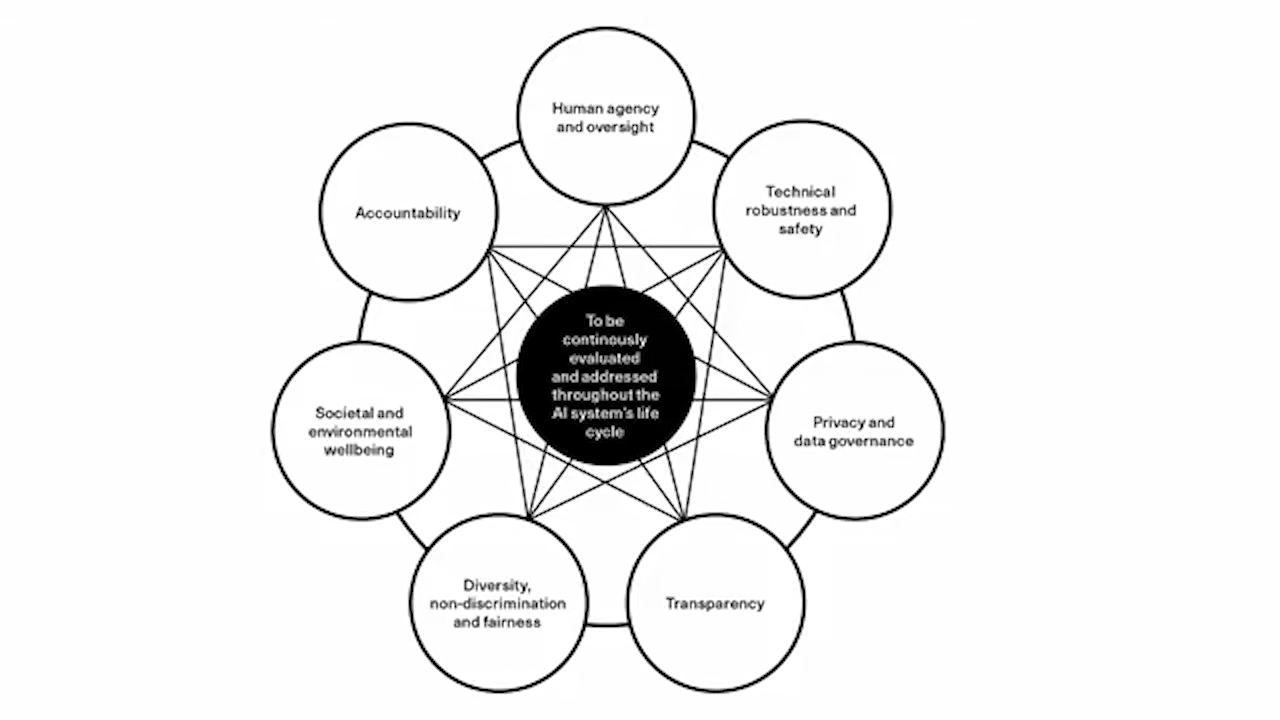 Human agency
and oversight
Technical
robustness and
safety
Privacy and
data governance
Transparency
Diversity,
non-discrimination
and fairness
Societal and
environmental
wellbeing
Accountability
To be
continously
evaluated
and addressed
throughout the
AI system's life
cycle